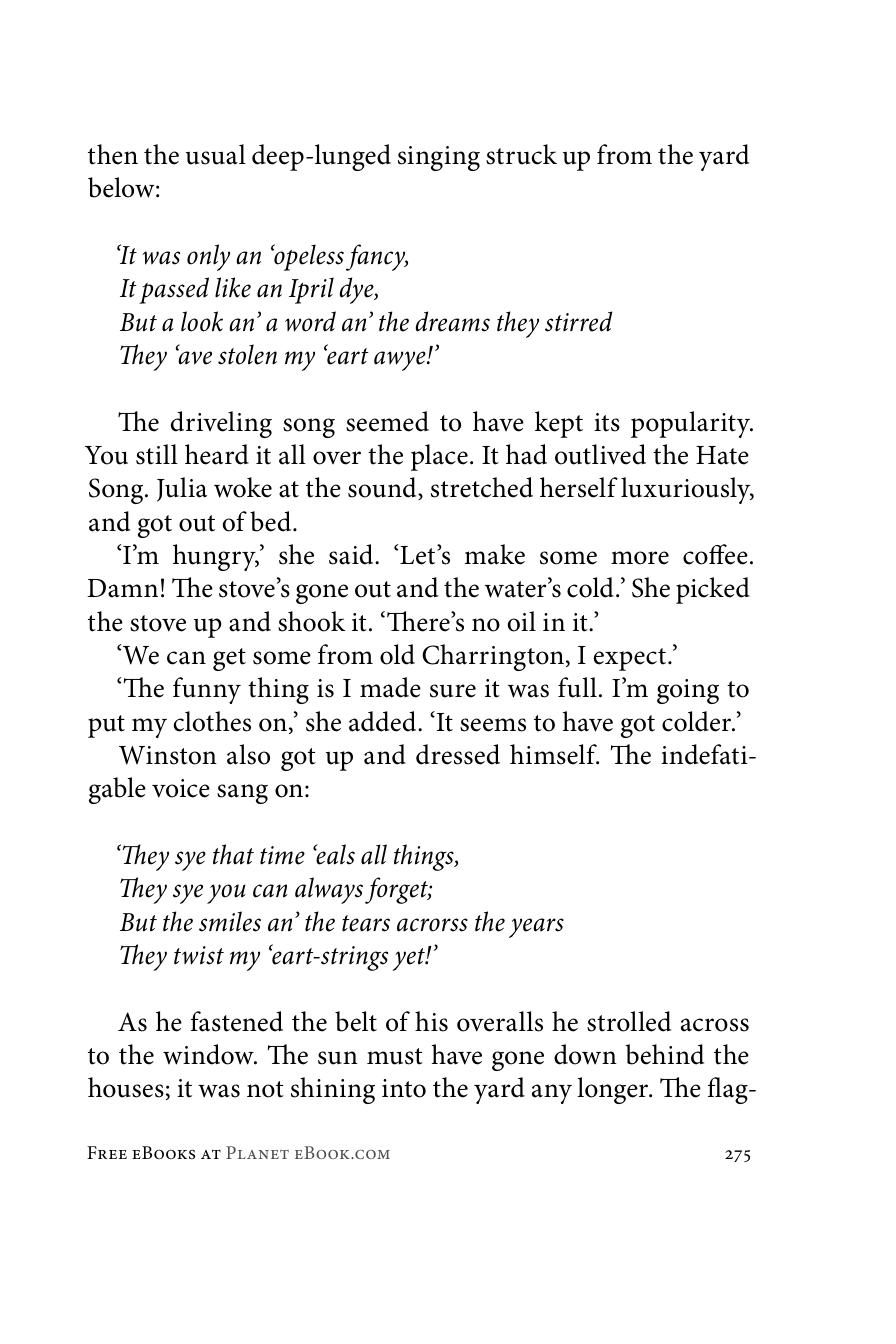 then the usual deep-lunged singing struck up from the yard
below:
‘It was only an ‘opeless fancy,
It passed like an Ipril dye,
But a look an’ a word an’ the dreams they stirred
They ‘ave stolen my ‘eart awye!’
The driveling song seemed to have kept its popularity.
You still heard it all over the place. It had outlived the Hate
Song. Julia woke at the sound, stretched herself luxuriously,
and got out of bed.
‘I’m hungry,’ she said. ‘Let’s make some more coffee.
Damn! The stove’s gone out and the water’s cold.’ She picked
the stove up and shook it. ‘There’s no oil in it.’
‘We can get some from old Charrington, I expect.’
‘The funny thing is I made sure it was full. I’m going to
put my clothes on,’ she added. ‘It seems to have got colder.’
Winston also got up and dressed himself. The indefati-
gable voice sang on:
‘They sye that time ‘eals all things,
They sye you can always forget;
But the smiles an’ the tears acrorss the years
They twist my ‘eart-strings yet!’
As he fastened the belt of his overalls he strolled across
to the window. The sun must have gone down behind the
houses; it was not shining into the yard any longer. The flag-
Free eBooks at Planet eBook.com 275